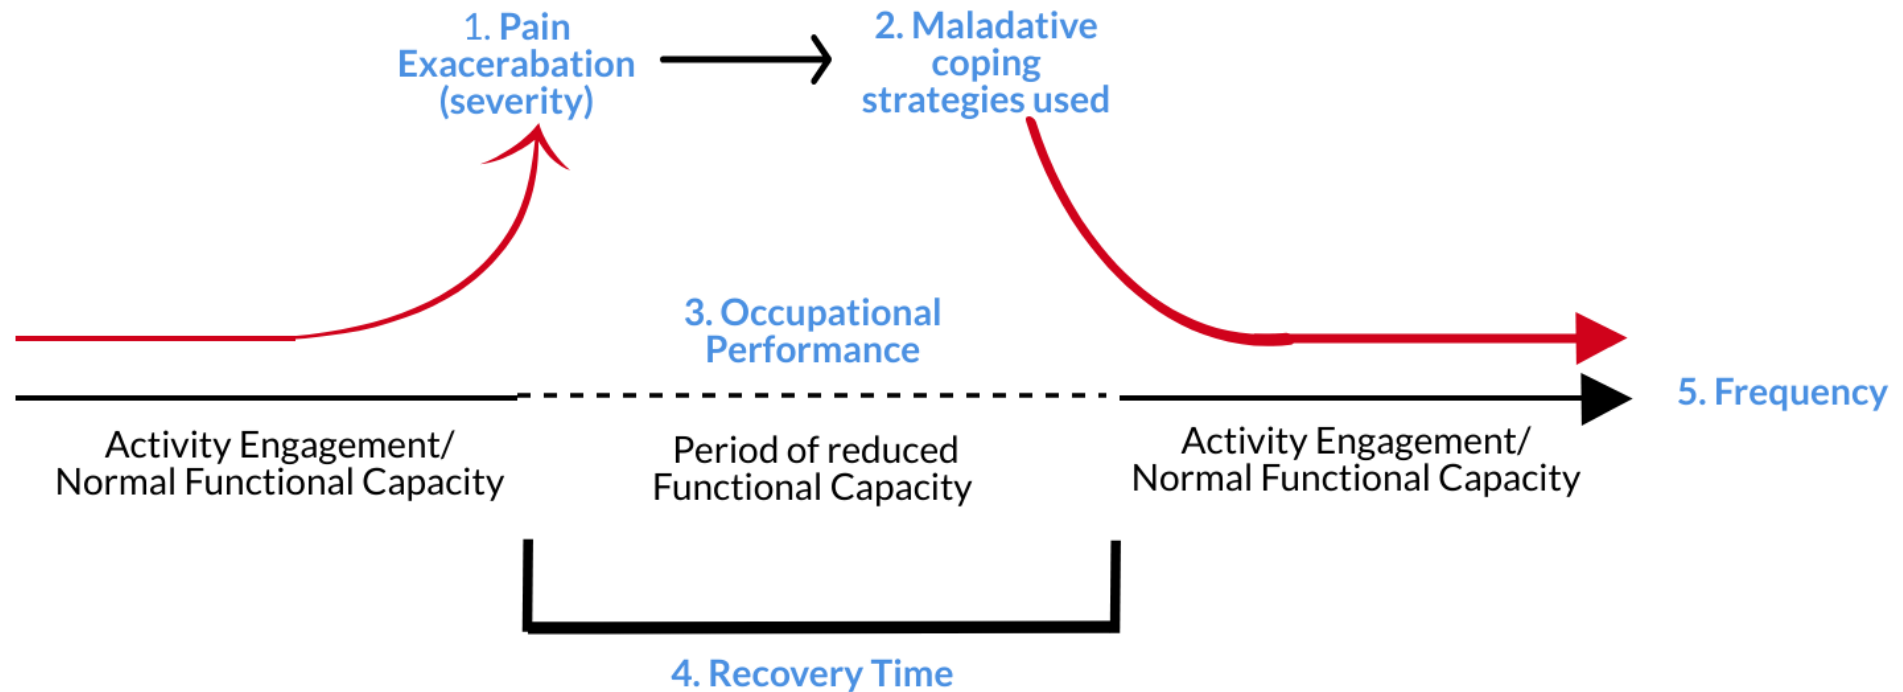 1. Pain
Exacerabation
(severity)
2. Maladative
coping
strategies used
3. Occupational
Performance
5. Frequency
Activity Engagement/
Normal Functional Capacity
Period of reduced
Functional Capacity
Activity Engagement/
Normal Functional Capacity
4. Recovery Time